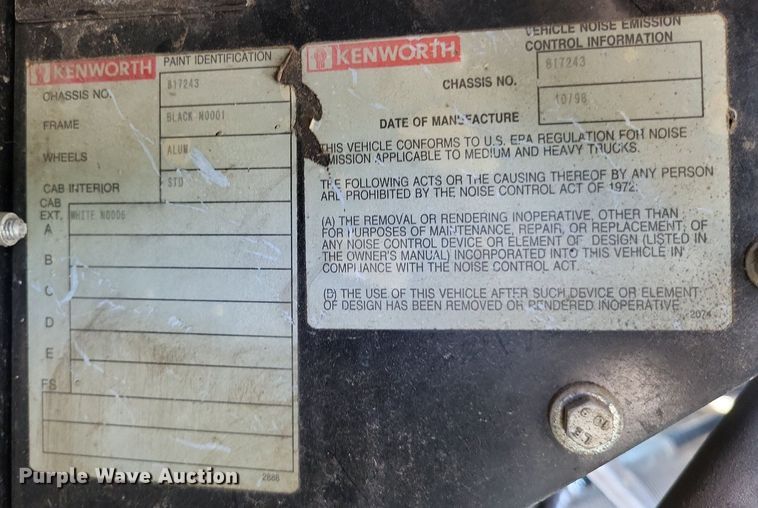 KENWORTH
PAINT IDENTIFICATION
CHASSIS NO.
817243
FRAME
BLACK N0001
WHEELS
ALUM
CAB INTERIOR
STD
CAB
EXT.
WHITE N0006
A
B
C
D
E
FS
2888
KENWORTH
VEHICLE NOISE EMISSION
CONTROL INFORMATION
CHASSIS NO.
817243
DATE OF MANUFACTURE
10/98
THIS VEHICLE CONFORMS TO U.S. EPA REGULATION FOR NOISE
EMISSION APPLICABLE TO MEDIUM AND HEAVY TRUCKS.
THE FOLLOWING ACTS OR THE CAUSING THEREOF BY ANY PERSON
ARE PROHIBITED BY THE NOISE CONTROL ACT OF 1972:
(A) THE REMOVAL OR RENDERING INOPERATIVE, OTHER THAN
FOR PURPOSES OF MAINTENANCE, REPAIR, OR REPLACEMENT, OF
ANY NOISE CONTROL DEVICE OR ELEMENT OF DESIGN (LISTED IN
THE OWNER'S MANUAL) INCORPORATED INTO THIS VEHICLE IN
COMPLIANCE WITH THE NOISE CONTROL ACT.
(B) THE USE OF THIS VEHICLE AFTER SUCH DEVICE OR ELEMENT
OF DESIGN HAS BEEN REMOVED OR RENDERED INOPERATIVE
2074
Purple Wave Auction